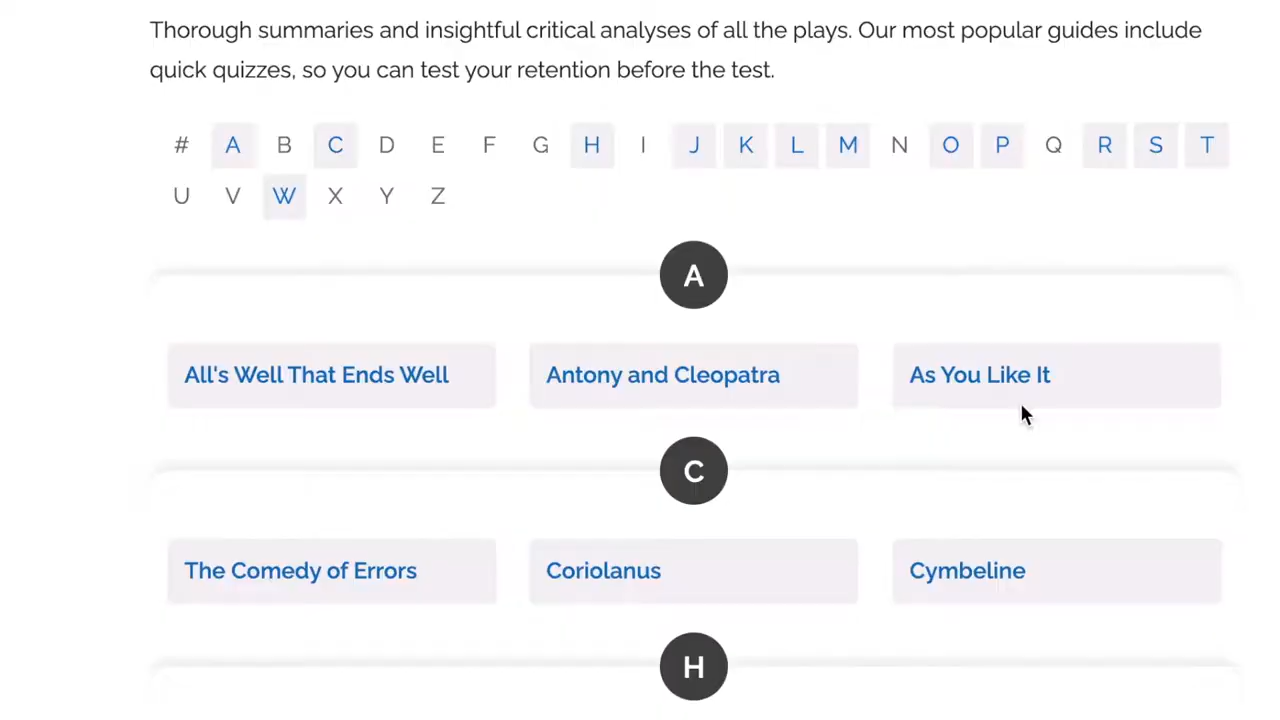 Thorough summaries and insightful critical analyses of all the plays. Our most popular guides include
quick quizzes, so you can test your retention before the test.
# A B C D E F G H I J K L M N O P Q R S T
U V W X Y Z
A
All's Well That Ends Well Antony and Cleopatra As You Like It
C
The Comedy of Errors Coriolanus Cymbeline
H